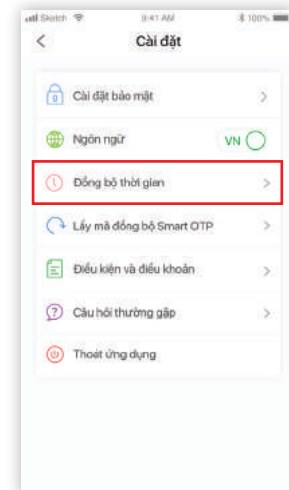 Sketch 9:41 AM 100%
Cài đặt
Cài đặt bảo mật
Ngôn ngữ VN
Đồng bộ thời gian
Lấy mã đồng bộ Smart OTP
Điều kiện và điều khoản
Câu hỏi thường gặp
Thoát ứng dụng